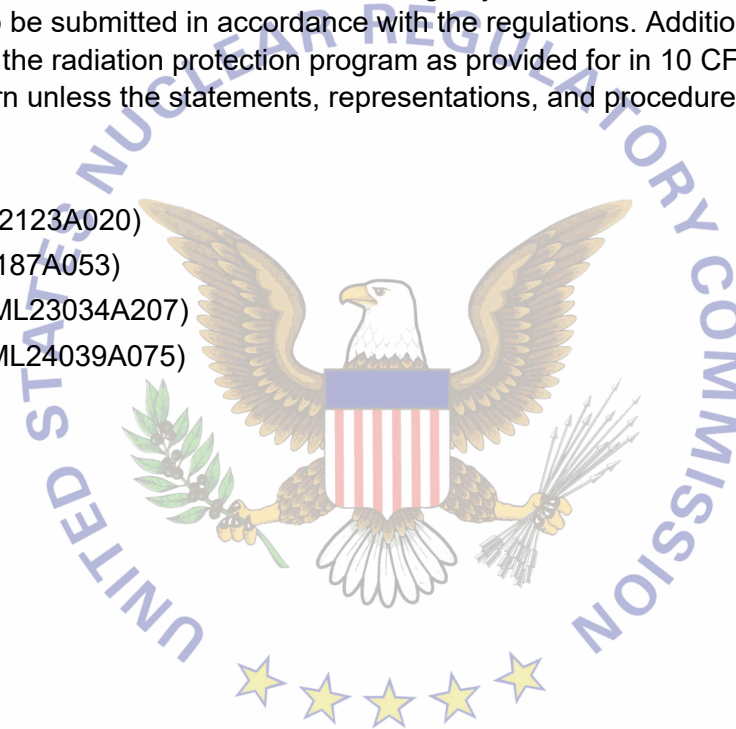 be submitted in accordance with the regulations. Additio
the radiation protection program as provided for in 10 CF
rn unless the statements, representations, and procedure
2123A020)
187A053)
ML23034A207)
ML24039A075)
UNITED STATES NUCLEAR REGULATORY COMMISSION